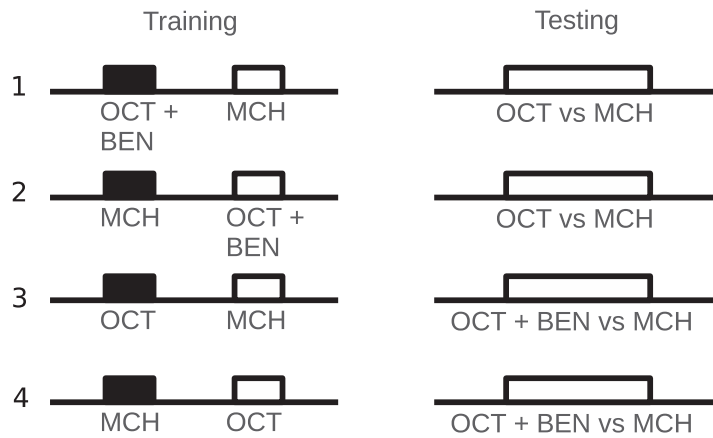 Training Testing
1
OCT + MCH OCT vs MCH
BEN
2
MCH OCT + OCT vs MCH
BEN
3
OCT MCH OCT + BEN vs MCH
4
MCH OCT OCT + BEN vs MCH